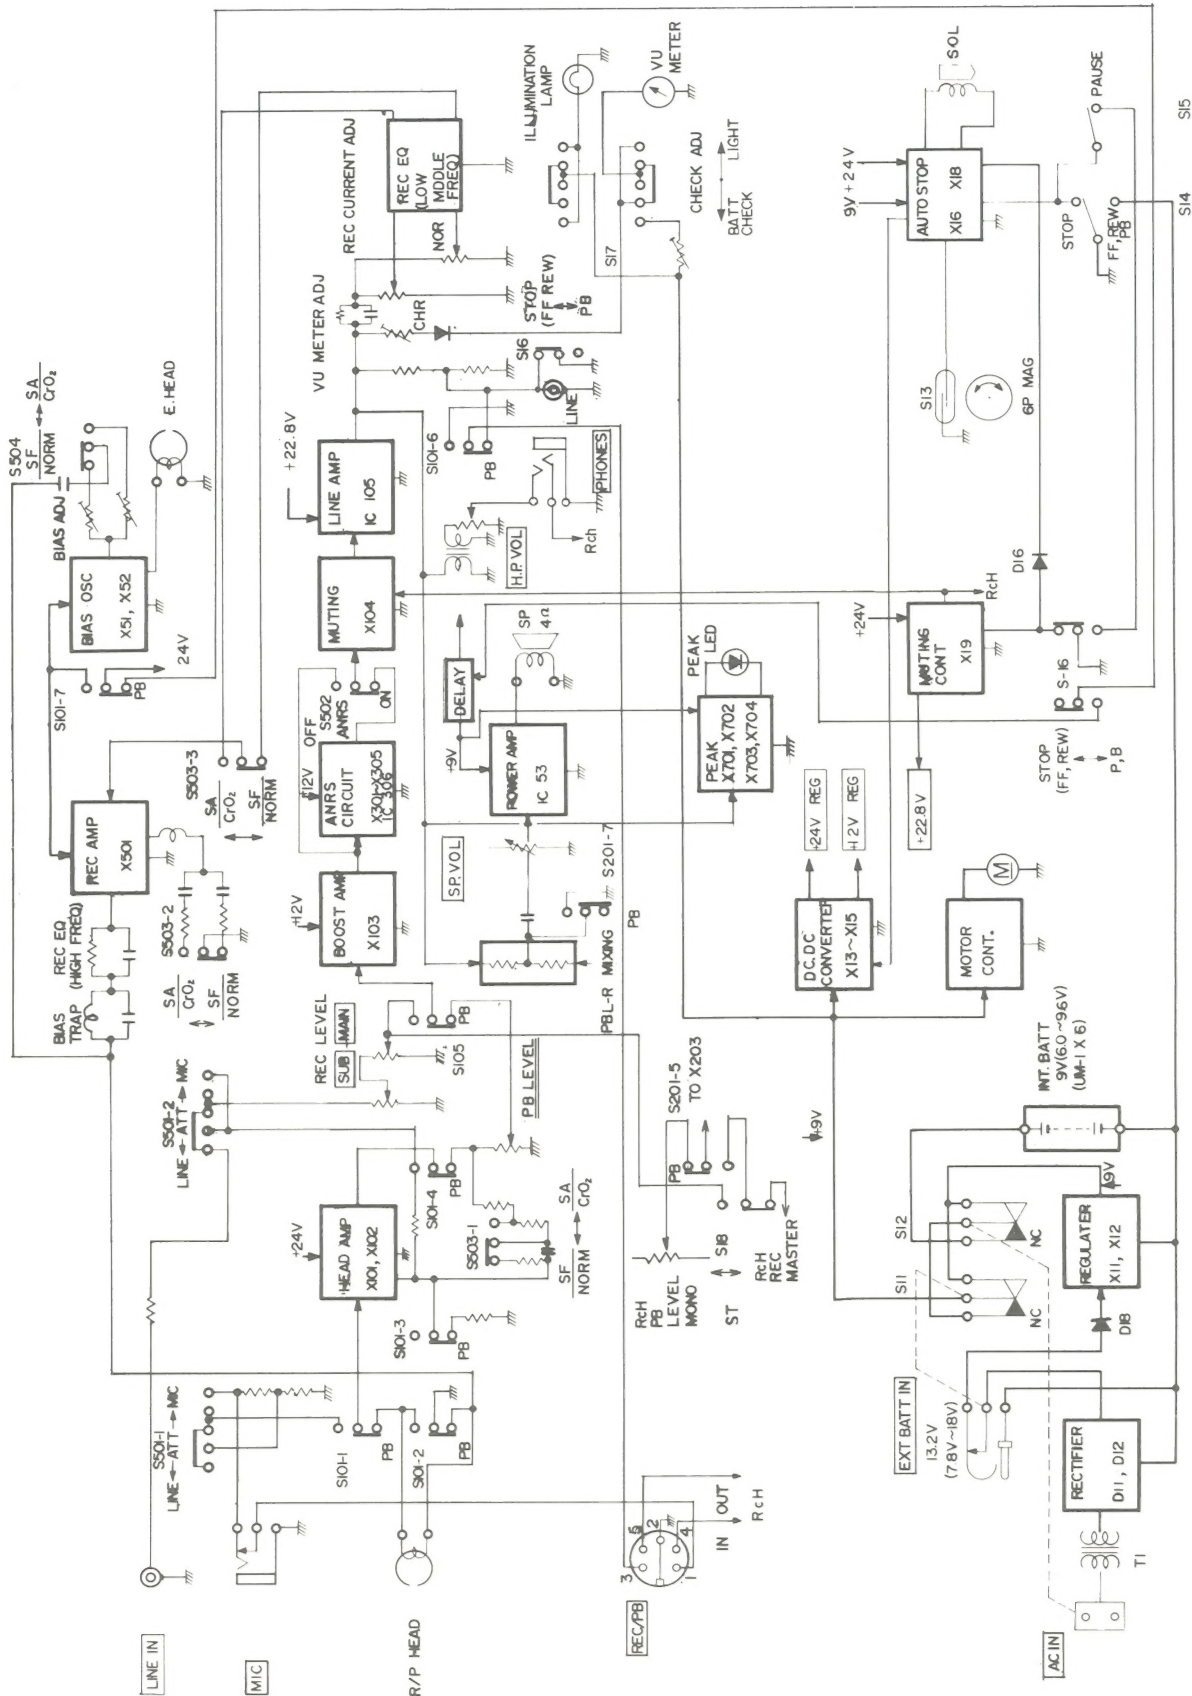 LINE IN
MIC
R/P HEAD
REC/PB
AC IN
S501-1
LINE ← ATT → MIC
S101-1
PB
S101-2
PB
3
5
2
1
4
IN
OUT
RcH
T1
RECTIFIER
D11, D12
EXT BATT IN
13.2V
(7.8V~18V)
D18
REGULATER
X11, X12
9V
S11
NC
S12
NC
INT. BATT
9V(6.0~9.6V)
(UM-1 X 6)
+24V
HEAD AMP
X101, X102
S101-3
PB
S101-4
PB
S503-1
SF
NORM
SA
CrO₂
PB LEVEL
RcH
PB
LEVEL
MONO
ST
S18
RcH
REC
MASTER
PB
S201-5
TO X203
+9V
S501-2
LINE ← ATT → MIC
REC LEVEL
SUB
MAIN
S105
PB
BIAS
TRAP
REC EQ
(HIGH FREQ)
REC AMP
X501
S503-2
SA
CrO₂
SF
NORM
S503-3
SA
CrO₂
SF
NORM
S101-7
PB
24V
BIAS OSC
X51, X52
BIAS ADJ
S504
SF
NORM
SA
CrO₂
E.HEAD
+12V
BOOST AMP
X103
+12V
ANRS
CIRCUIT
X301~X305
IC 306
OFF
S502
ANRS
ON
MUTING
X104
+22.8V
LINE AMP
IC 105
VU METER ADJ
CHR
NOR
REC CURRENT ADJ
REC EQ
(LOW
MDDLE
FREQ)
PBL-R MIXING
PB
S201-7
SP.VOL
POWER AMP
IC 53
+9V
DELAY
SP
4Ω
H.P.VOL
Rch
PHONES
S101-6
PB
LINE
S16
STOP
(FF REW)
PB
S17
ILLUMINATION
LAMP
VU
METER
CHECK ADJ
BATT
CHECK
LIGHT
PEAK
X701, X702
X703, X704
PEAK
LED
D.C.D.C
CONVERTER
X13~X15
+24V REG
+12V REG
MOTOR
CONT.
M
+22.8V
+24V
MUTING
CONT
X19
RcH
D16
STOP
(FF, REW)
P,B
S-16
S13
6P MAG
9V
+24V
AUTO STOP
X16
X18
SOL
STOP
FF, REW
PB
PAUSE
S14
S15